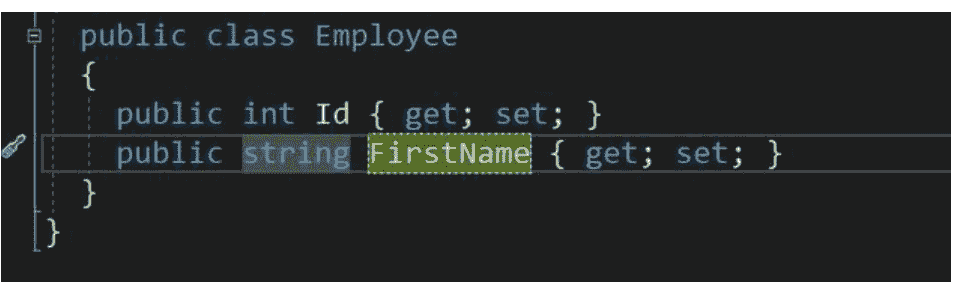 public class Employee
{
public int Id { get; set; }
public string FirstName { get; set; }
}
}